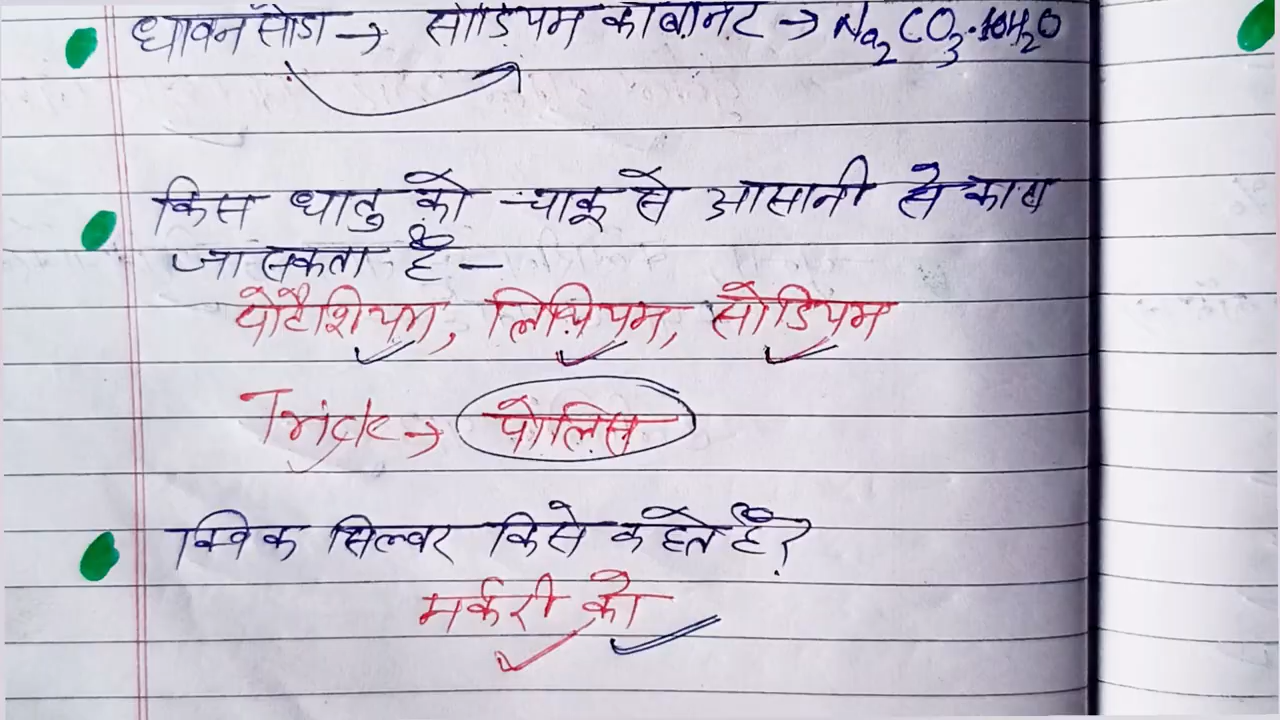 धावन सोडा → सोडियम कार्बोनेट → Na₂CO₃·10H₂O
किस धातु को चाकू से आसानी से काटा
जा सकता है –
पोटैशियम, लिथियम, सोडियम
Trick → पोलिस
क्विक सिल्वर किसे कहते हैं?
मर्करी को